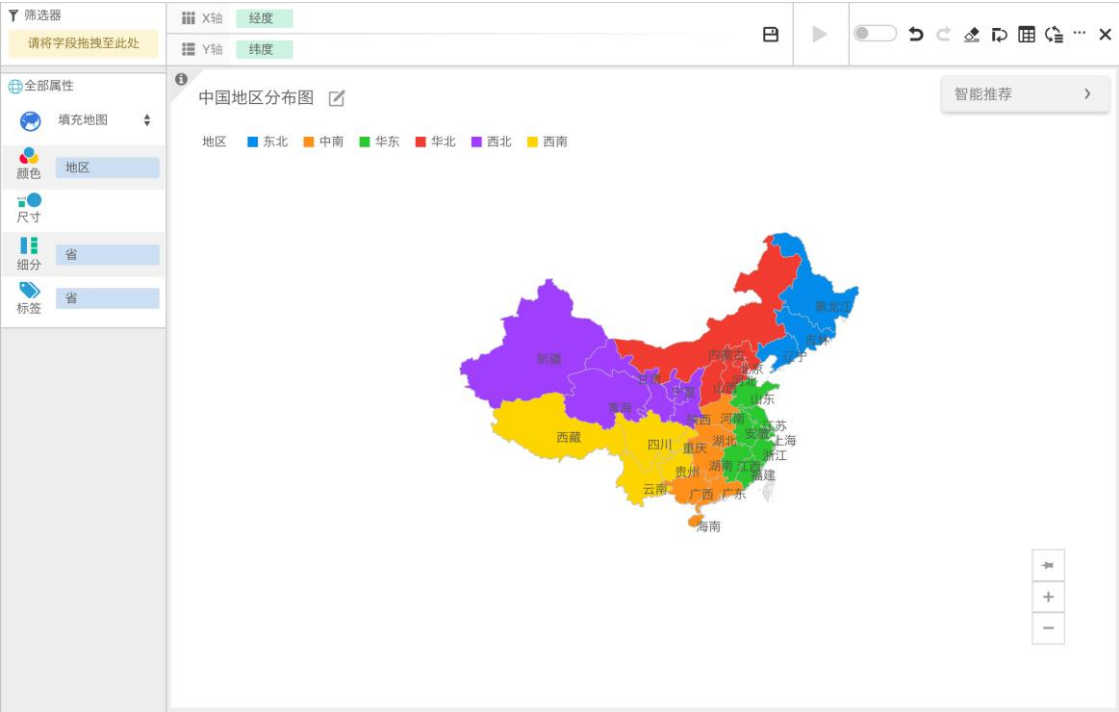 筛选器
请将字段拖拽至此处
X轴 经度
Y轴 纬度
全部属性
填充地图
颜色 地区
尺寸
细分 省
标签 省
中国地区分布图
智能推荐
地区 东北 中南 华东 华北 西北 西南
黑龙江
吉林
辽宁
内蒙古
新疆
北京
甘肃
河北
山西
宁夏
山东
青海
陕西 河南
江苏
安徽
西藏
四川
重庆
湖北
上海
浙江
贵州
湖南 江西
福建
云南
广西 广东
海南